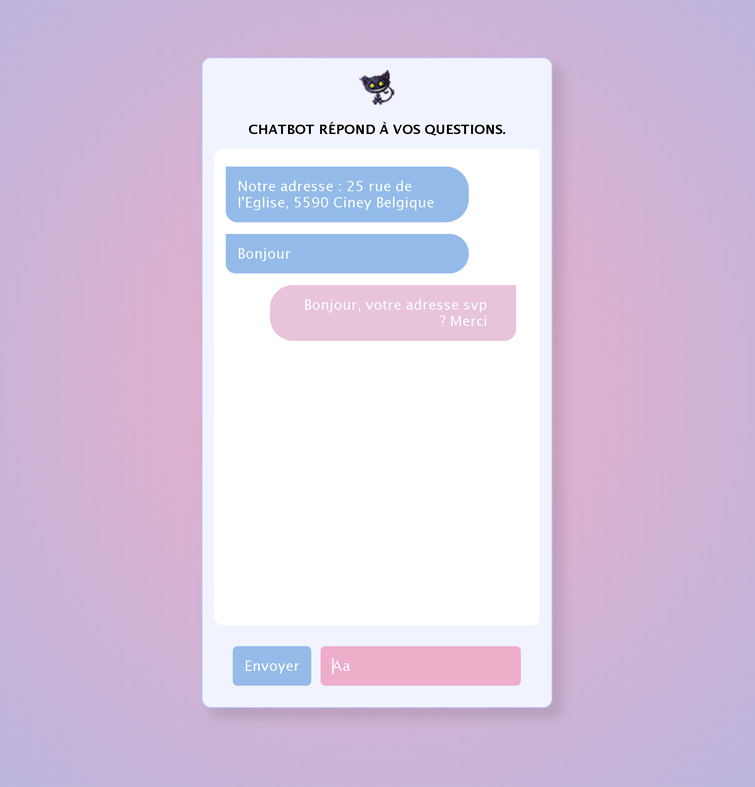 CHATBOT RÉPOND À VOS QUESTIONS.
Notre adresse : 25 rue de
l'Eglise, 5590 Ciney Belgique
Bonjour
Bonjour, votre adresse svp
? Merci
Envoyer
Aa